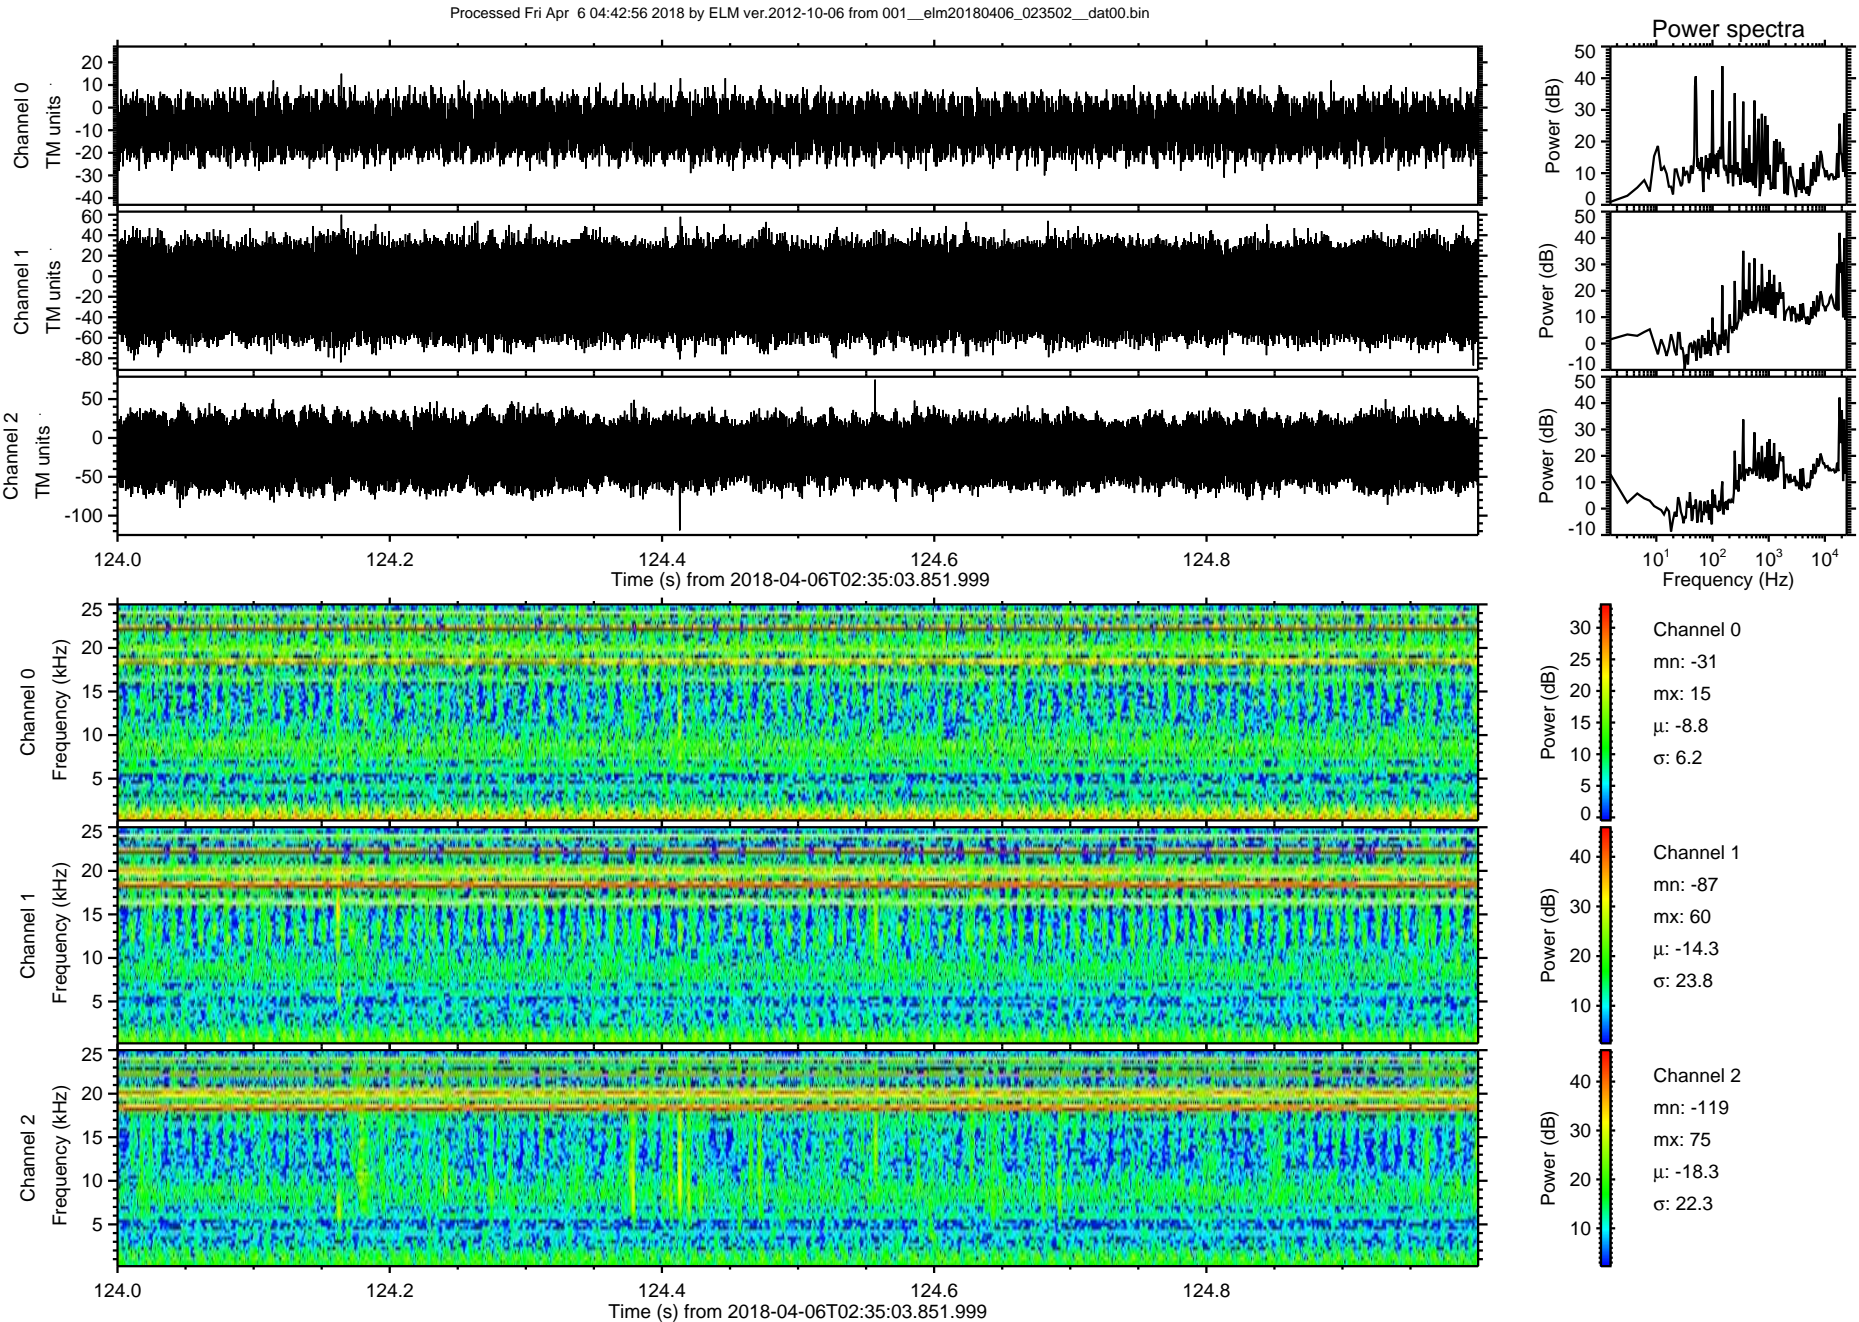 Processed Fri Apr  6 04:42:56 2018 by ELM ver.2012-10-06 from 001__elm20180406_023502__dat00.bin
Power spectra
Channel 0
TM units
20
10
0
-10
-20
-30
-40
Power (dB)
50
40
30
20
10
0
Channel 1
TM units
60
40
20
0
-20
-40
-60
-80
Power (dB)
50
40
30
20
10
0
-10
Channel 2
TM units
50
0
-50
-100
Power (dB)
50
40
30
20
10
0
-10
124.0 124.2 124.4 124.6 124.8
Time (s) from 2018-04-06T02:35:03.851.999
10¹ 10² 10³ 10⁴
Frequency (Hz)
Channel 0
Frequency (kHz)
25
20
15
10
5
Power (dB)
30
25
20
15
10
5
0
Channel 0
mn: -31
mx: 15
μ: -8.8
σ: 6.2
Channel 1
Frequency (kHz)
25
20
15
10
5
Power (dB)
40
30
20
10
Channel 1
mn: -87
mx: 60
μ: -14.3
σ: 23.8
Channel 2
Frequency (kHz)
25
20
15
10
5
Power (dB)
40
30
20
10
Channel 2
mn: -119
mx: 75
μ: -18.3
σ: 22.3
124.0 124.2 124.4 124.6 124.8
Time (s) from 2018-04-06T02:35:03.851.999